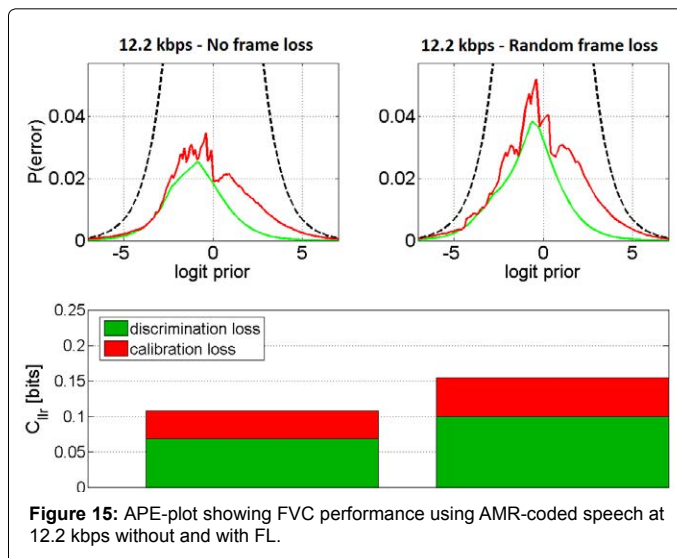 12.2 kbps - No frame loss
12.2 kbps - Random frame loss
P(error)
0.04
0.02
0
-5
0
5
logit prior
0.04
0.02
0
-5
0
5
logit prior
C_llr [bits]
0.25
0.2
0.15
0.1
0.05
0
discrimination loss
calibration loss
Figure 15: APE-plot showing FVC performance using AMR-coded speech at
12.2 kbps without and with FL.